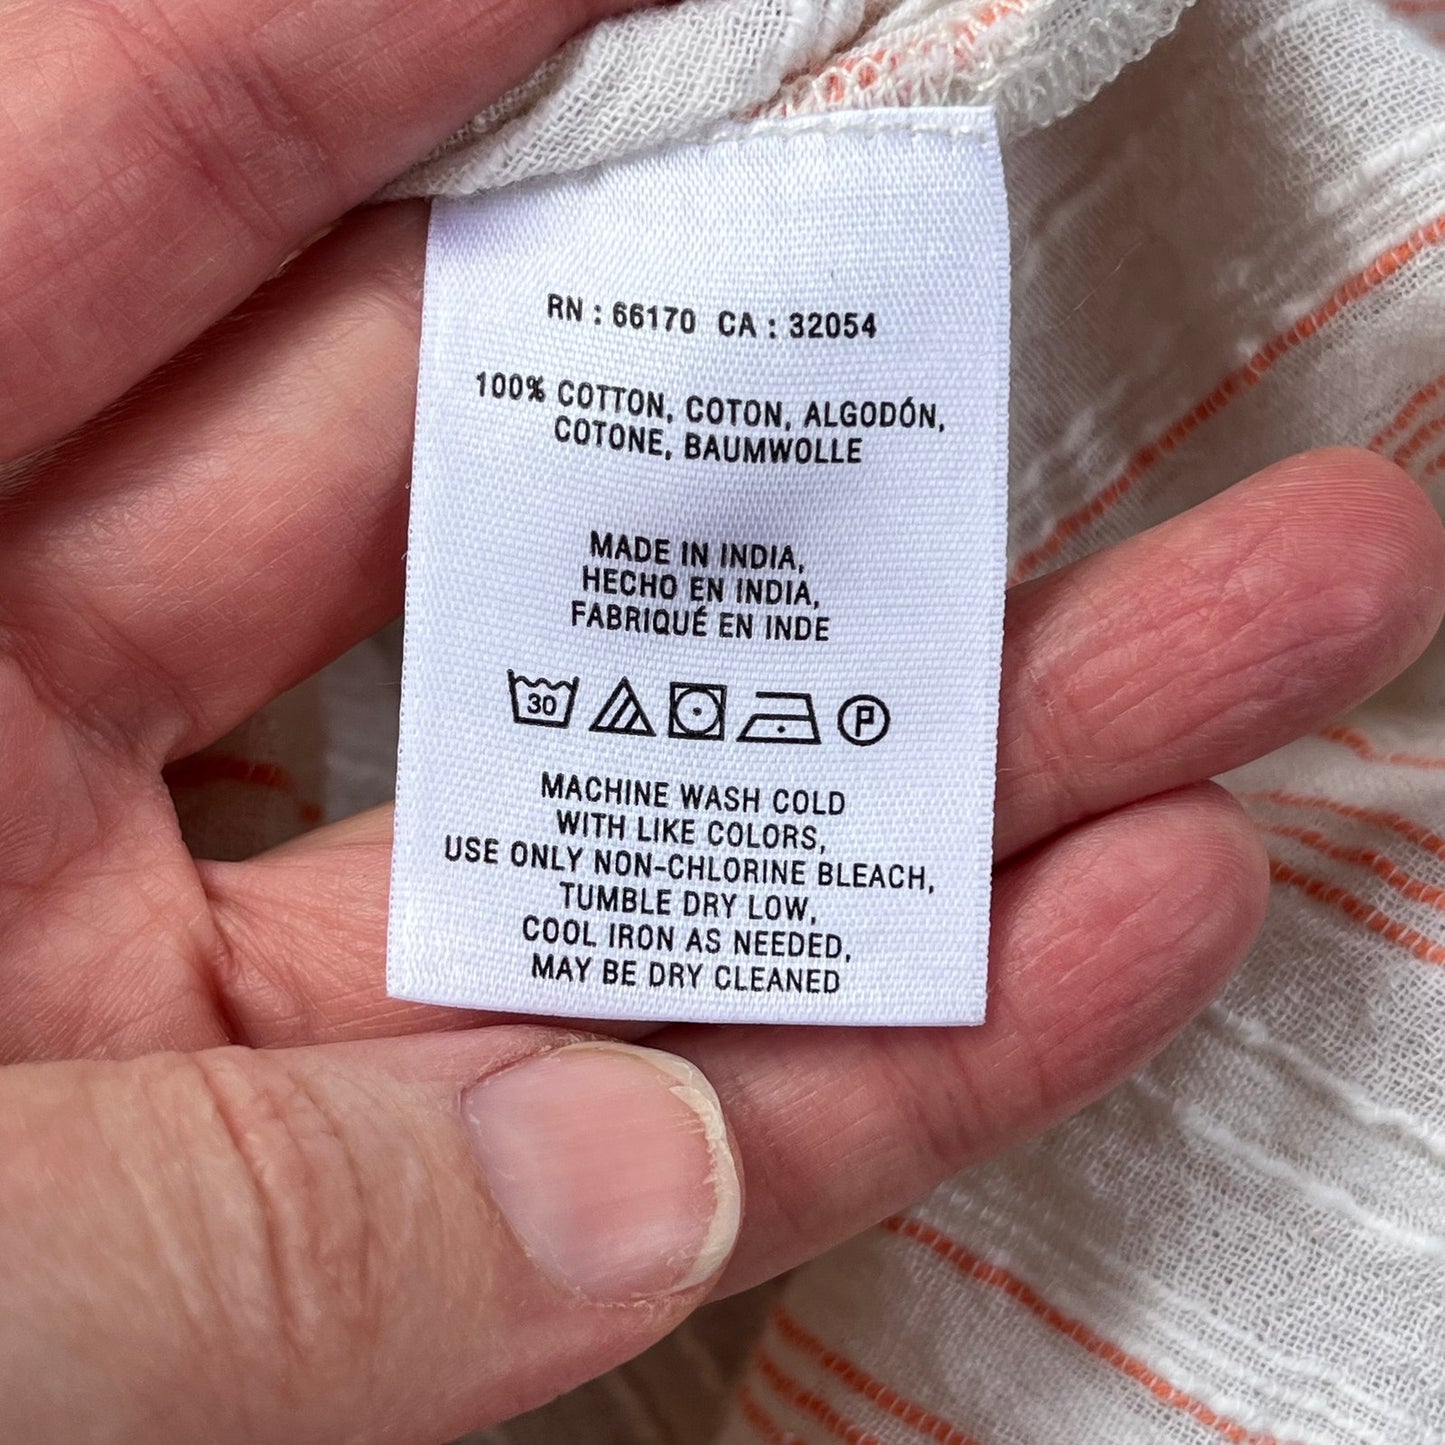 RN : 66170 CA : 32054
100% COTTON, COTON, ALGODÓN,
COTONE, BAUMWOLLE
MADE IN INDIA,
HECHO EN INDIA,
FABRIQUÉ EN INDE
30 P
MACHINE WASH COLD
WITH LIKE COLORS,
USE ONLY NON-CHLORINE BLEACH,
TUMBLE DRY LOW,
COOL IRON AS NEEDED,
MAY BE DRY CLEANED